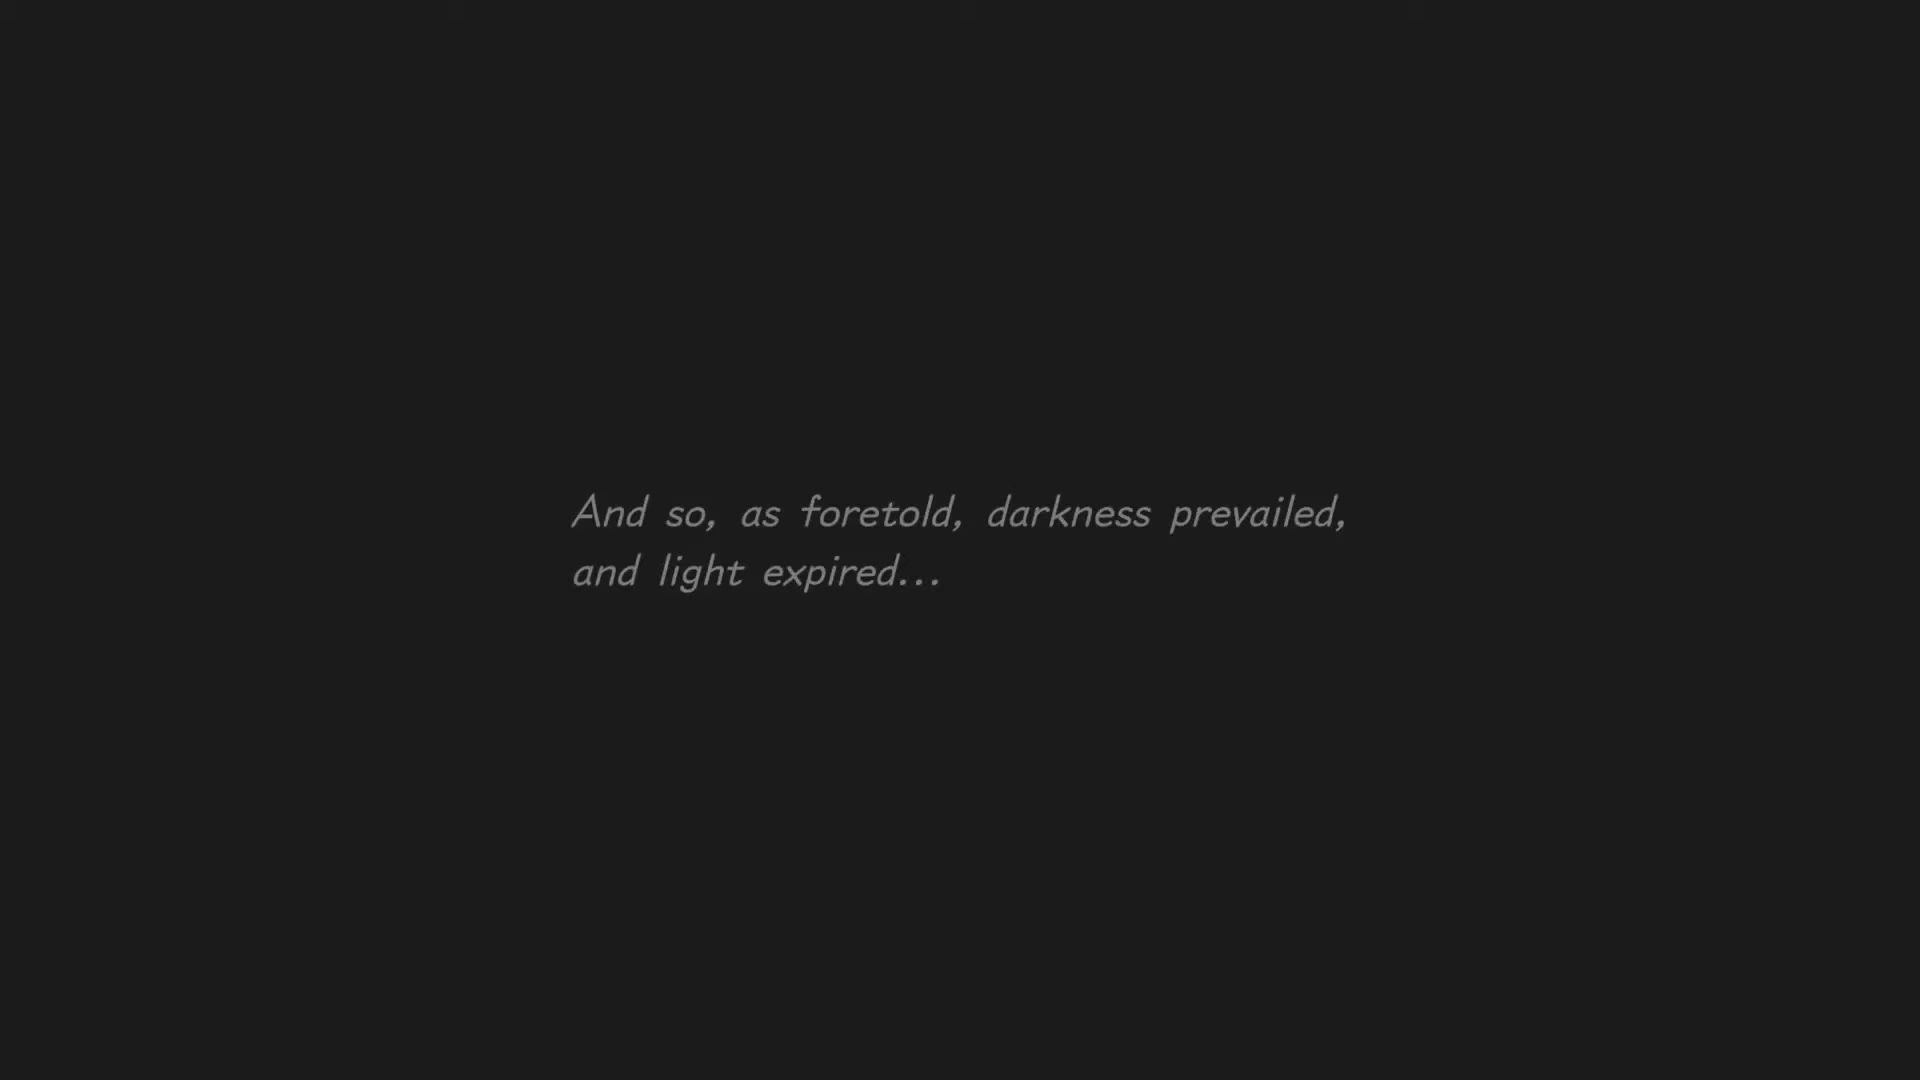 And so, as foretold, darkness prevailed,
and light expired...